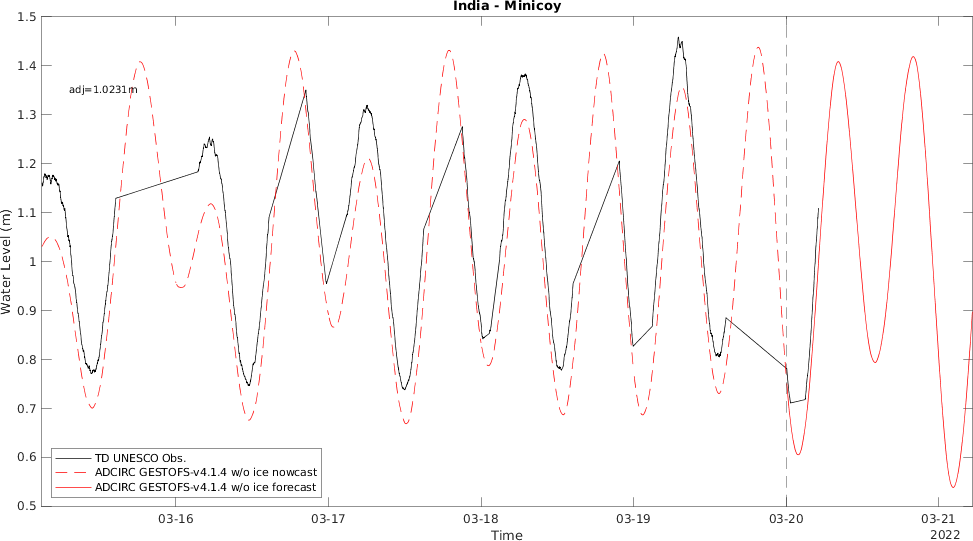 India - Minicoy
1.5
1.4
1.3
1.2
1.1
1
0.9
0.8
0.7
0.6
0.5
Water Level (m)
adj=1.0231m
TD UNESCO Obs.
ADCIRC GESTOFS-v4.1.4 w/o ice nowcast
ADCIRC GESTOFS-v4.1.4 w/o ice forecast
03-16
03-17
03-18
03-19
03-20
03-21
2022
Time